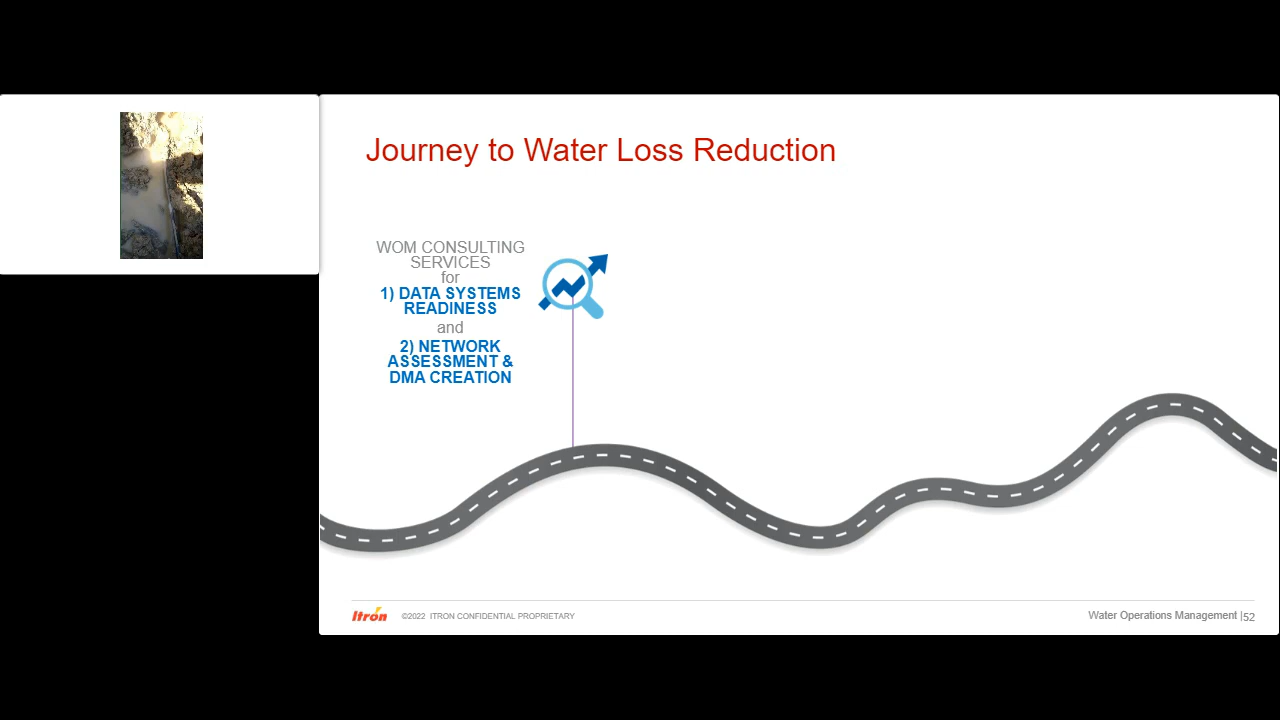 Journey to Water Loss Reduction
WOM CONSULTING
SERVICES
for
1) DATA SYSTEMS
READINESS
and
2) NETWORK
ASSESSMENT &
DMA CREATION
Itrón
©2022 ITRON CONFIDENTIAL PROPRIETARY
Water Operations Management |52